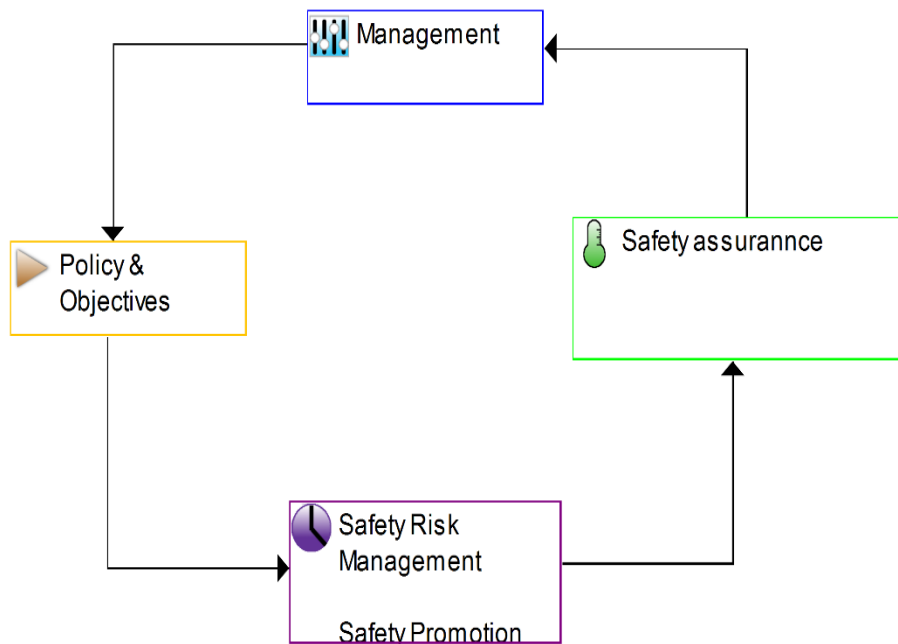 Management
Policy &
Objectives
Safety assurannce
Safety Risk
Management
Safety Promotion